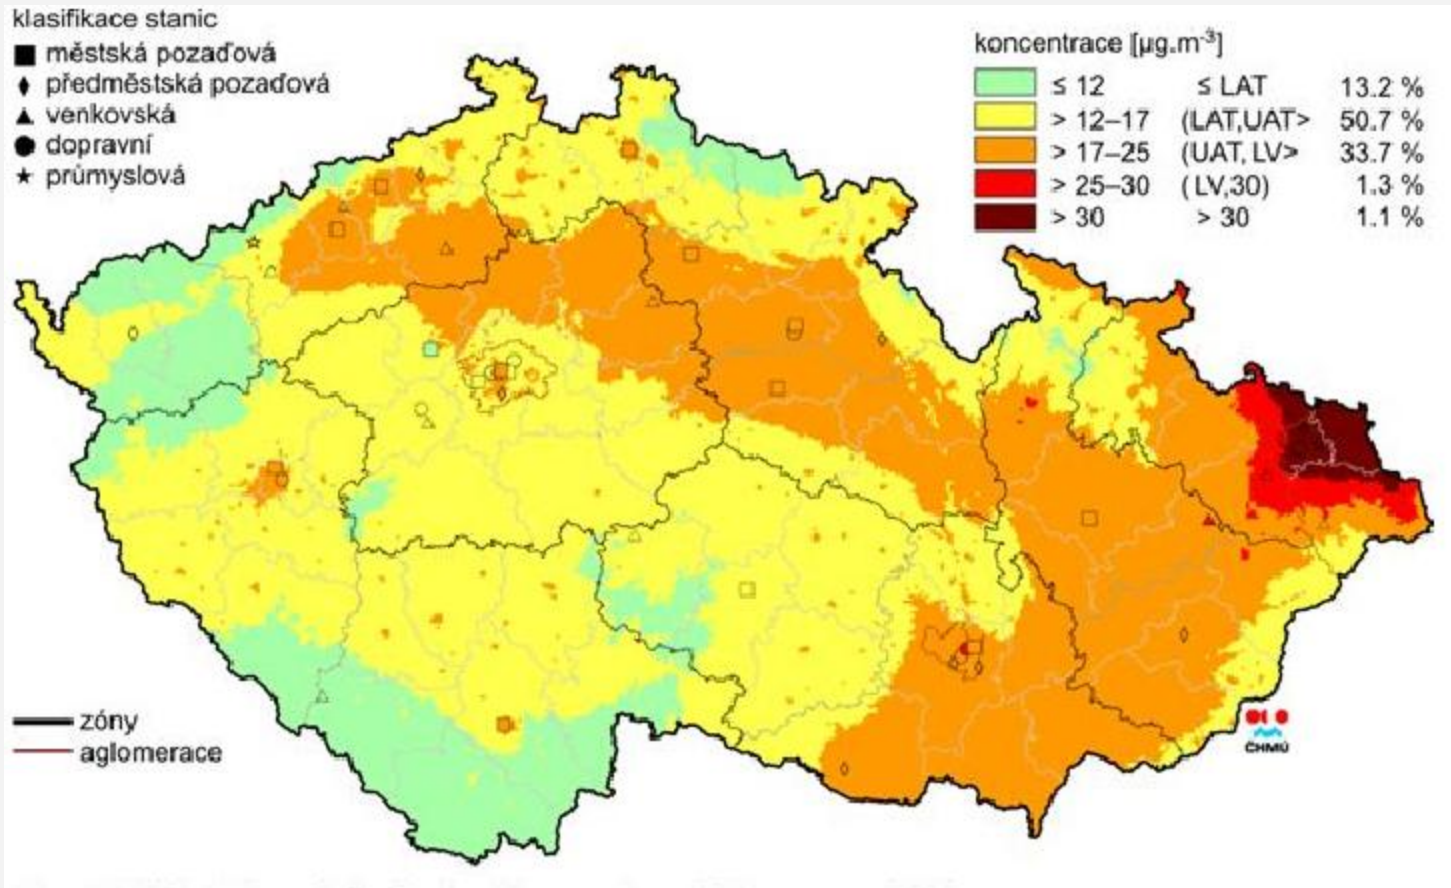 klasifikace stanic
městská pozaďová
předměstská pozaďová
venkovská
dopravní
průmyslová
koncentrace [µg.m⁻³]
≤ 12 ≤ LAT 13.2 %
> 12–17 (LAT,UAT> 50.7 %
> 17–25 (UAT, LV> 33.7 %
> 25–30 (LV,30) 1.3 %
> 30 > 30 1.1 %
zóny
aglomerace
ČHMÚ